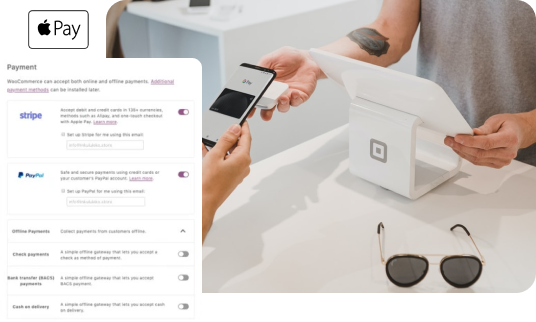 Pay
Payment
WooCommerce can accept both online and offline payments. Additional
payment methods can be installed later.
stripe
Accept debit and credit cards in 135+ currencies,
methods such as Alipay, and one-touch checkout
with Apple Pay. Learn more.
Set up Stripe for me using this email:
PayPal
Safe and secure payments using credit cards or
your customer's PayPal account. Learn more.
Set up PayPal for me using this email:
Offline Payments
Collect payments from customers offline.
Check payments
A simple offline gateway that lets you accept a
check as method of payment.
Bank transfer (BACS)
payments
A simple offline gateway that lets you accept
BACS payment.
Cash on delivery
A simple offline gateway that lets you accept cash
on delivery.